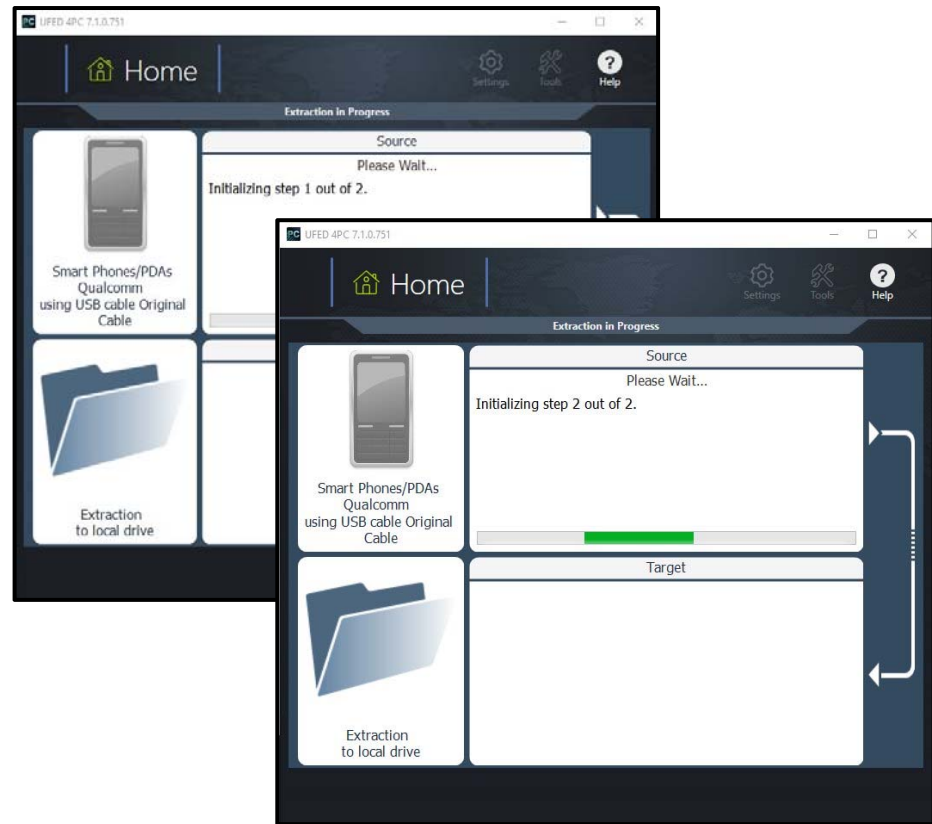 PC UFED 4PC 7.1.0.751
Home
Settings
Tools
? Help
Extraction in Progress
Source
Please Wait...
Initializing step 1 out of 2.
Smart Phones/PDAs
Qualcomm
using USB cable Original
Cable
Extraction
to local drive
PC UFED 4PC 7.1.0.751
Home
Settings
Tools
? Help
Extraction in Progress
Source
Please Wait...
Initializing step 2 out of 2.
Smart Phones/PDAs
Qualcomm
using USB cable Original
Cable
Target
Extraction
to local drive